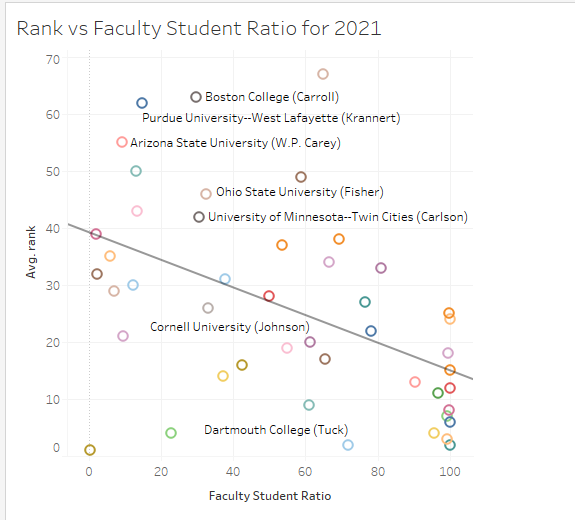 Rank vs Faculty Student Ratio for 2021
70
Boston College (Carroll)
60
Purdue University--West Lafayette (Krannert)
Arizona State University (W.P. Carey)
50
Ohio State University (Fisher)
University of Minnesota--Twin Cities (Carlson)
40
Avg. rank
30
Cornell University (Johnson)
20
10
Dartmouth College (Tuck)
0
0 20 40 60 80 100
Faculty Student Ratio